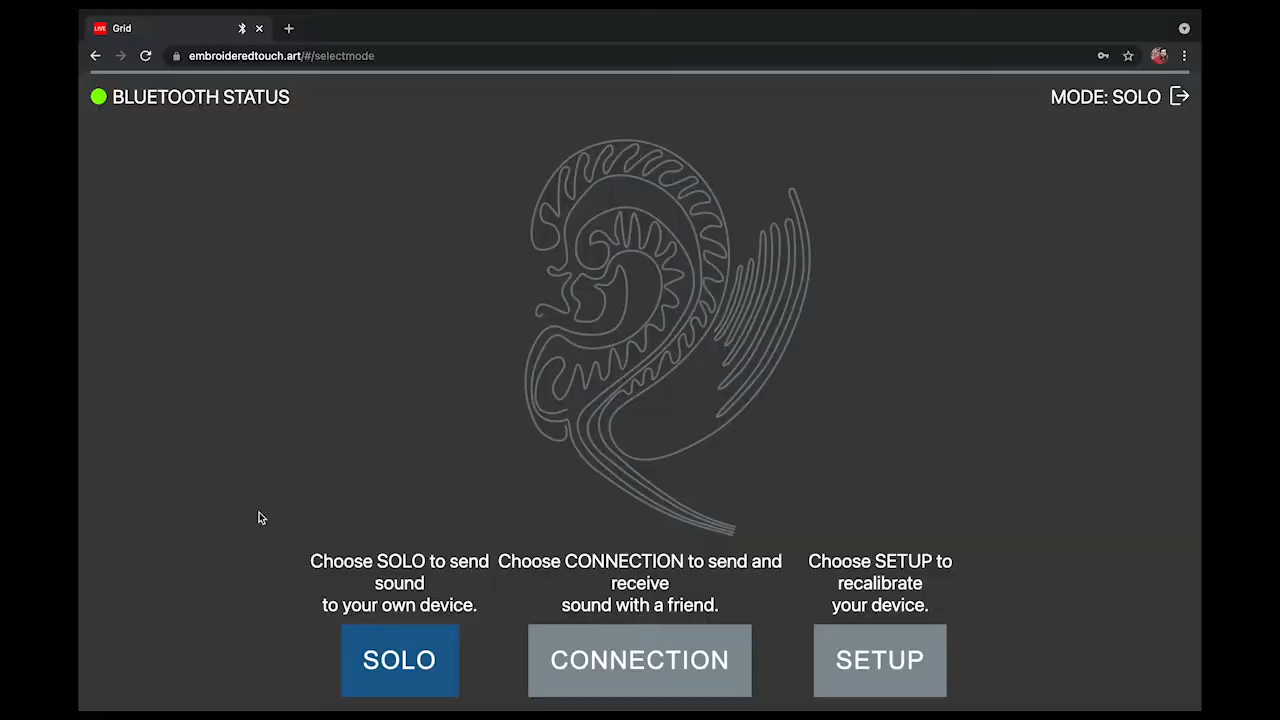 LIVE Grid
embroideredtouch.art/#/selectmode
BLUETOOTH STATUS
MODE: SOLO
Choose SOLO to send
sound
to your own device.
Choose CONNECTION to send and
receive
sound with a friend.
Choose SETUP to
recalibrate
your device.
SOLO
CONNECTION
SETUP